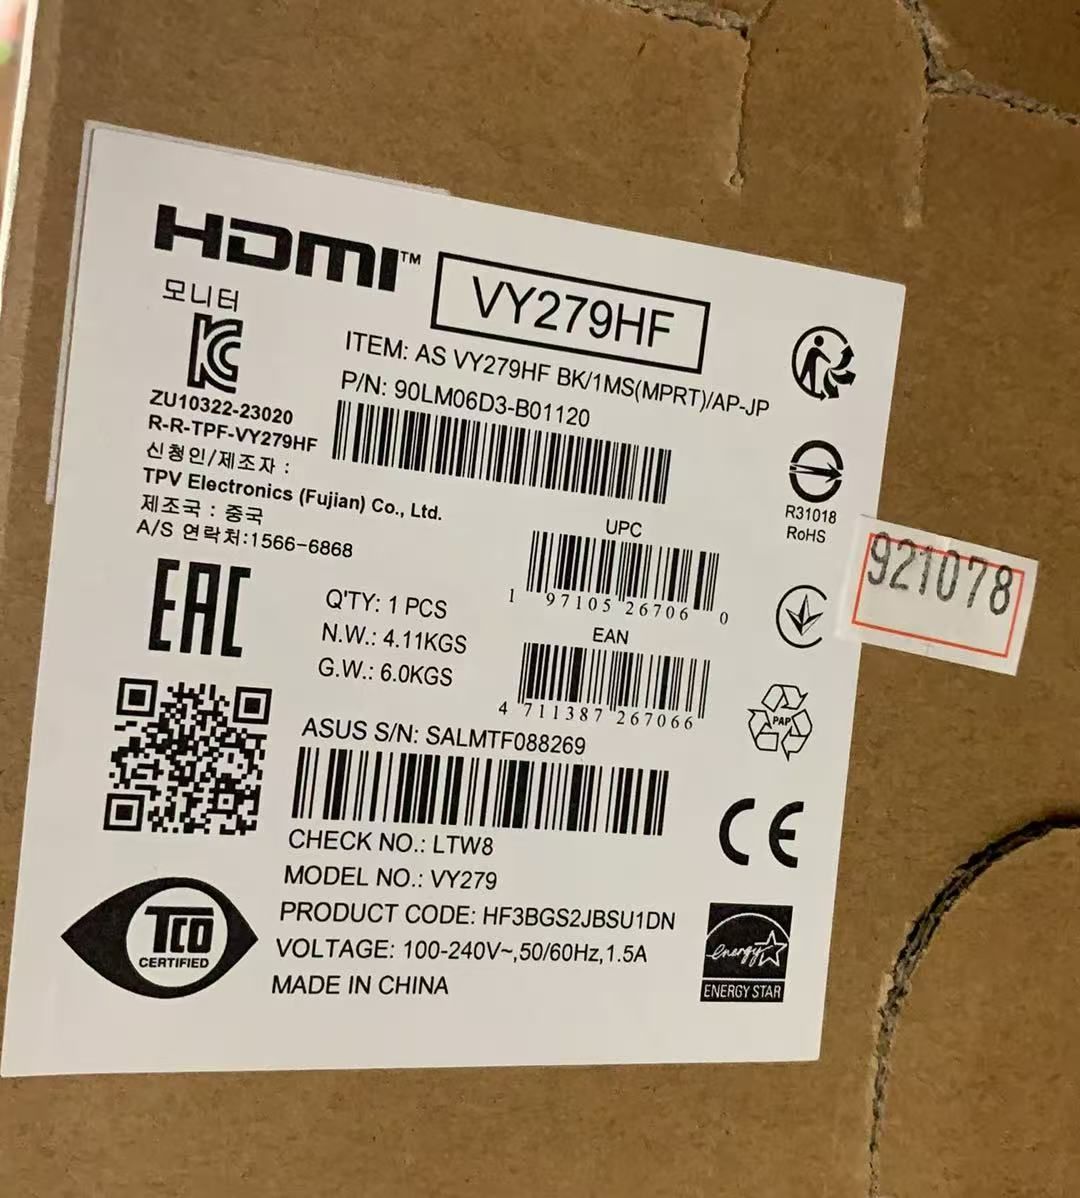 HDMI™
VY279HF
모니터
ITEM: AS VY279HF BK/1MS(MPRT)/AP-JP
P/N: 90LM06D3-B01120
ZU10322-23020
R-R-TPF-VY279HF
신청인/제조자 :
TPV Electronics (Fujian) Co., Ltd.
제조국 : 중국
A/S 연락처:1566-6868
R31018
RoHS
921078
UPC
1 97105 26706 0
EAC
Q'TY: 1 PCS
N.W.: 4.11KGS
G.W.: 6.0KGS
EAN
4 711387 267066
PAP
ASUS S/N: SALMTF088269
CHECK NO.: LTW8
MODEL NO.: VY279
PRODUCT CODE: HF3BGS2JBSU1DN
VOLTAGE: 100-240V~,50/60Hz,1.5A
MADE IN CHINA
TCO
CERTIFIED
CE
energy
ENERGY STAR